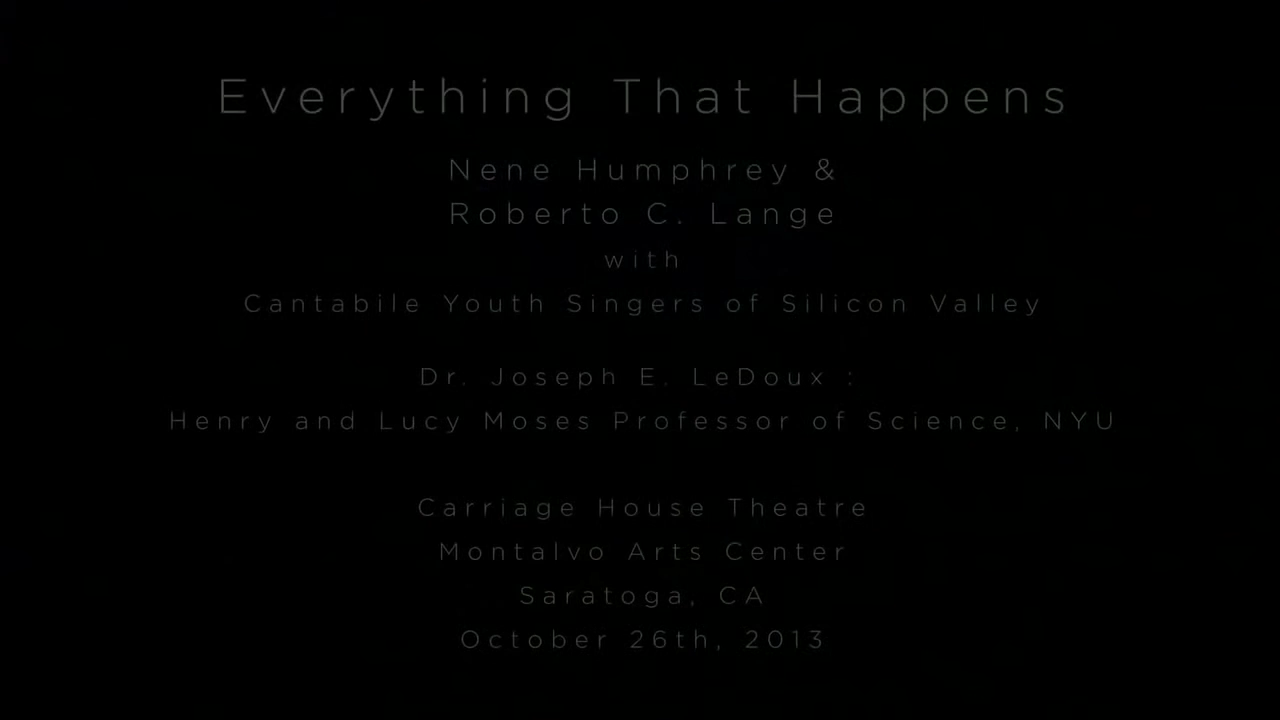 Everything That Happens
Nene Humphrey &
Roberto C. Lange
with
Cantabile Youth Singers of Silicon Valley
Dr. Joseph E. LeDoux :
Henry and Lucy Moses Professor of Science, NYU
Carriage House Theatre
Montalvo Arts Center
Saratoga, CA
October 26th, 2013